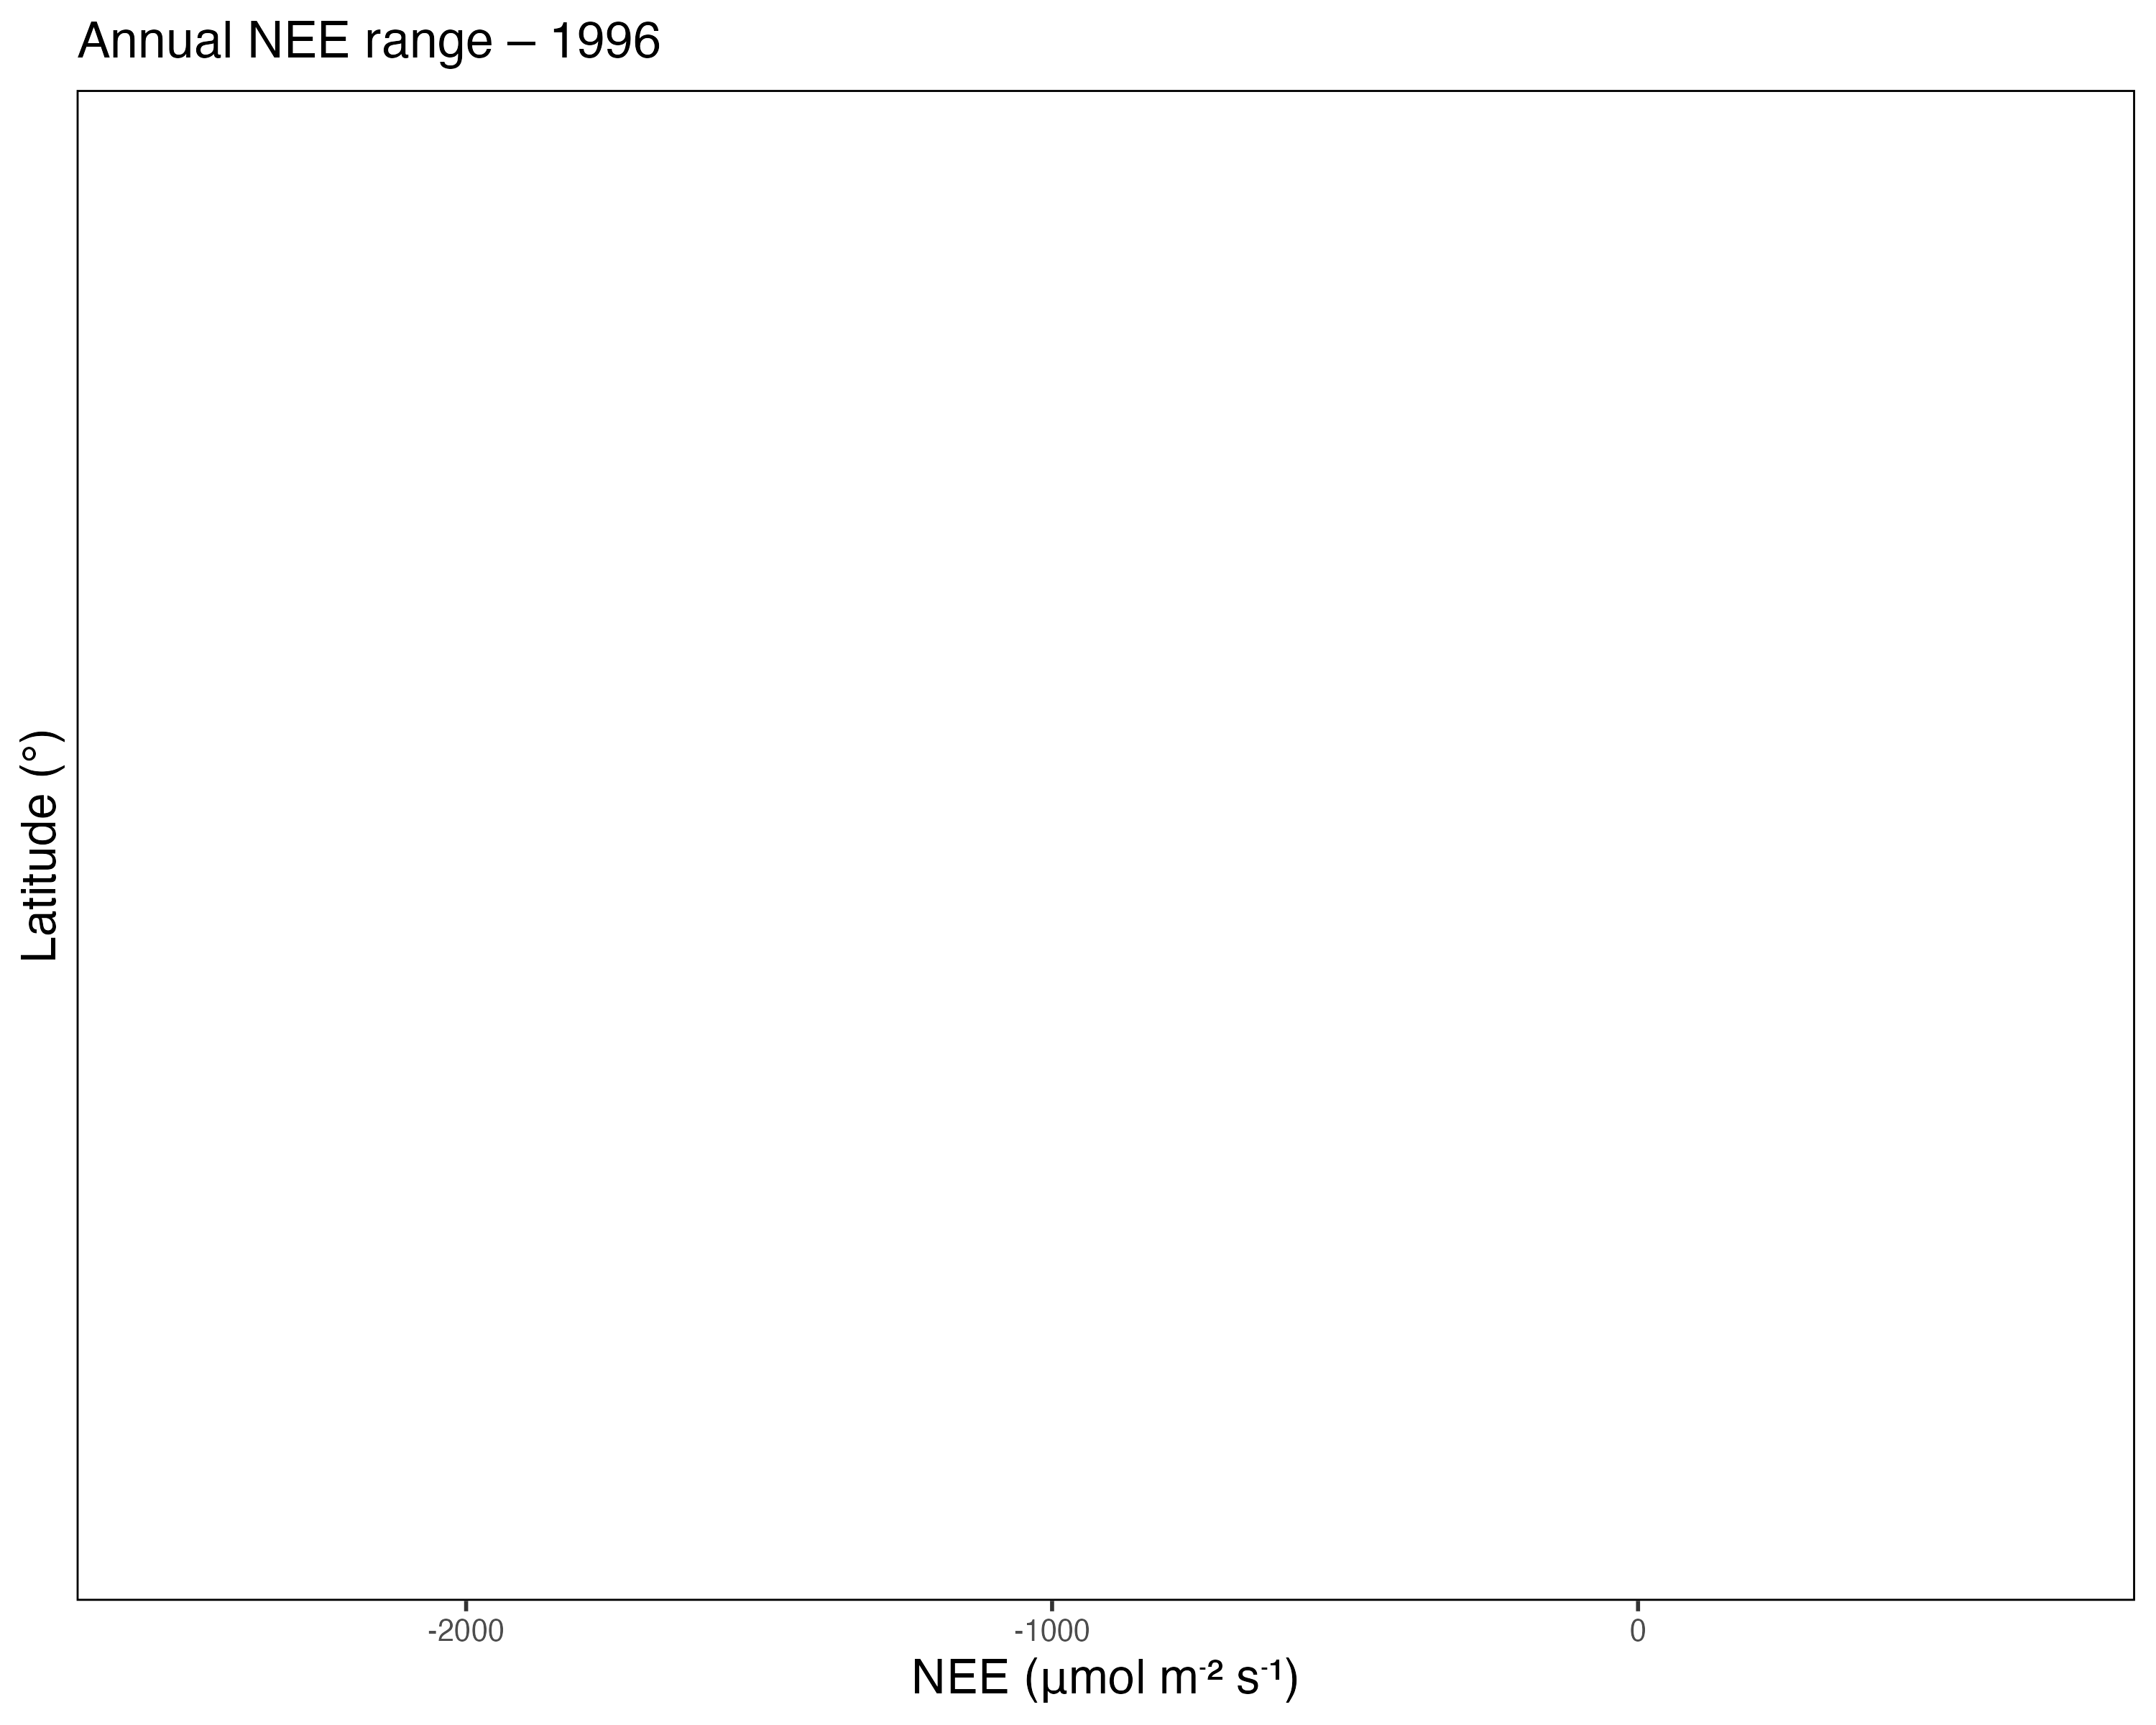 Annual NEE range – 1996
Latitude (°)
-2000 -1000 0
NEE (µmol m⁻² s⁻¹)